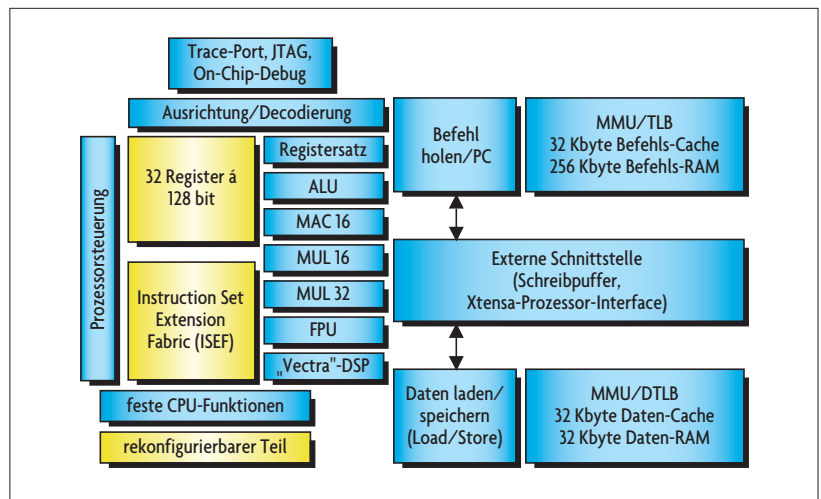 Trace-Port, JTAG,
On-Chip-Debug
Ausrichtung/Decodierung
Prozessorsteuerung
32 Register á
128 bit
Instruction Set
Extension
Fabric (ISEF)
Registersatz
ALU
MAC 16
MUL 16
MUL 32
FPU
„Vectra"-DSP
Befehl
holen/PC
MMU/TLB
32 Kbyte Befehls-Cache
256 Kbyte Befehls-RAM
Externe Schnittstelle
(Schreibpuffer,
Xtensa-Prozessor-Interface)
Daten laden/
speichern
(Load/Store)
MMU/DTLB
32 Kbyte Daten-Cache
32 Kbyte Daten-RAM
feste CPU-Funktionen
rekonfigurierbarer Teil